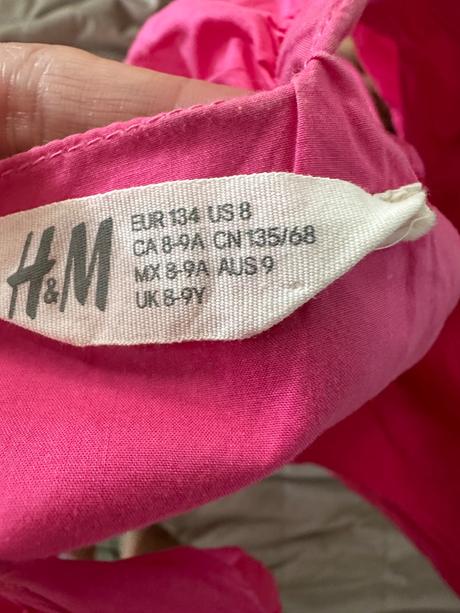 H&M
EUR 134 US 8
CA 8-9A CN 135/68
MX 8-9A AUS 9
UK 8-9Y